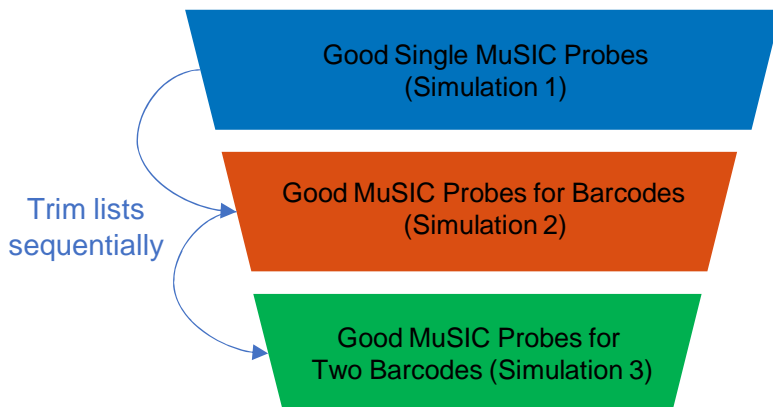 Good Single MuSIC Probes
(Simulation 1)
Good MuSIC Probes for Barcodes
(Simulation 2)
Trim lists
sequentially
Good MuSIC Probes for
Two Barcodes (Simulation 3)